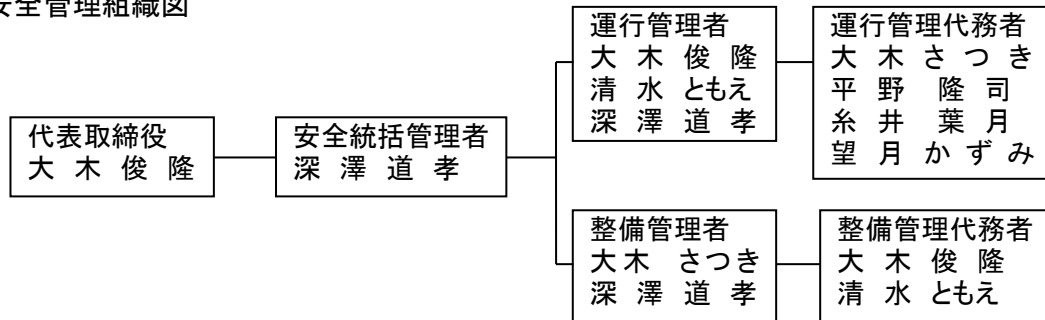 安全管理組織図
代表取締役
大 木 俊 隆
安全統括管理者
深 澤 道 孝
運行管理者
大 木 俊 隆
清 水 ともえ
深 澤 道 孝
運行管理代務者
大 木 さ つ き
平 野 隆 司
糸 井 葉 月
望 月 か ず み
整備管理者
大 木 さつき
深 澤 道 孝
整備管理代務者
大 木 俊 隆
清 水 ともえ